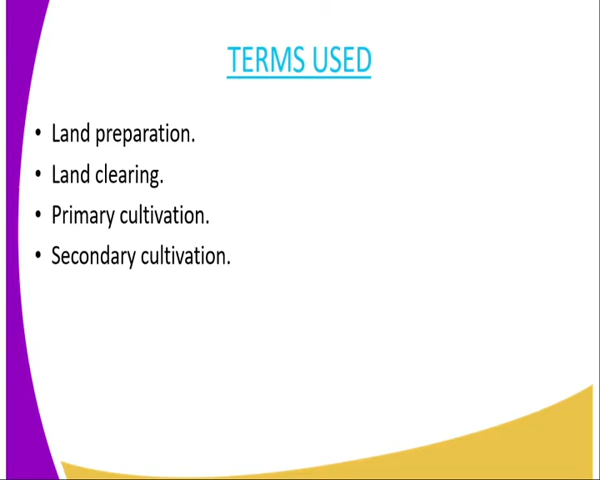 TERMS USED
• Land preparation.
• Land clearing.
• Primary cultivation.
• Secondary cultivation.